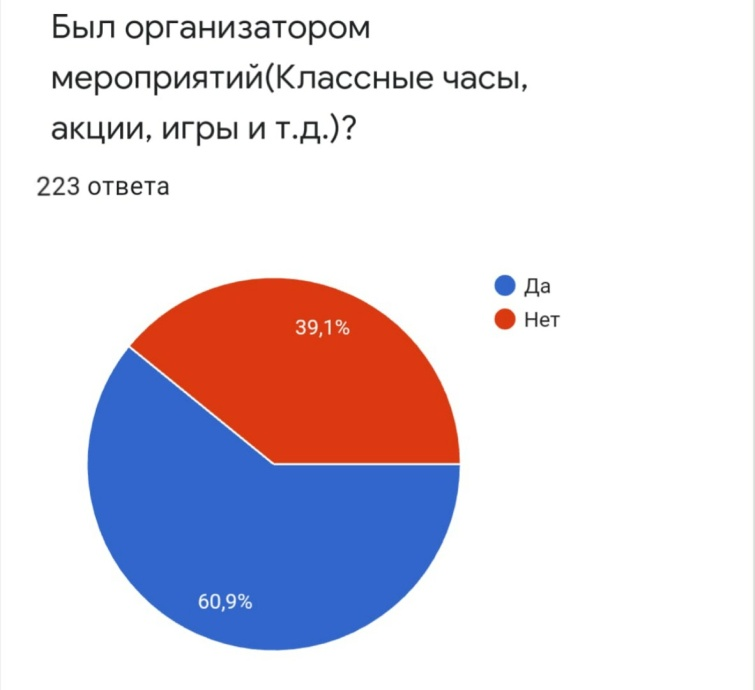 Был организатором
мероприятий(Классные часы,
акции, игры и т.д.)?
223 ответа
Да
Нет
39,1%
60,9%